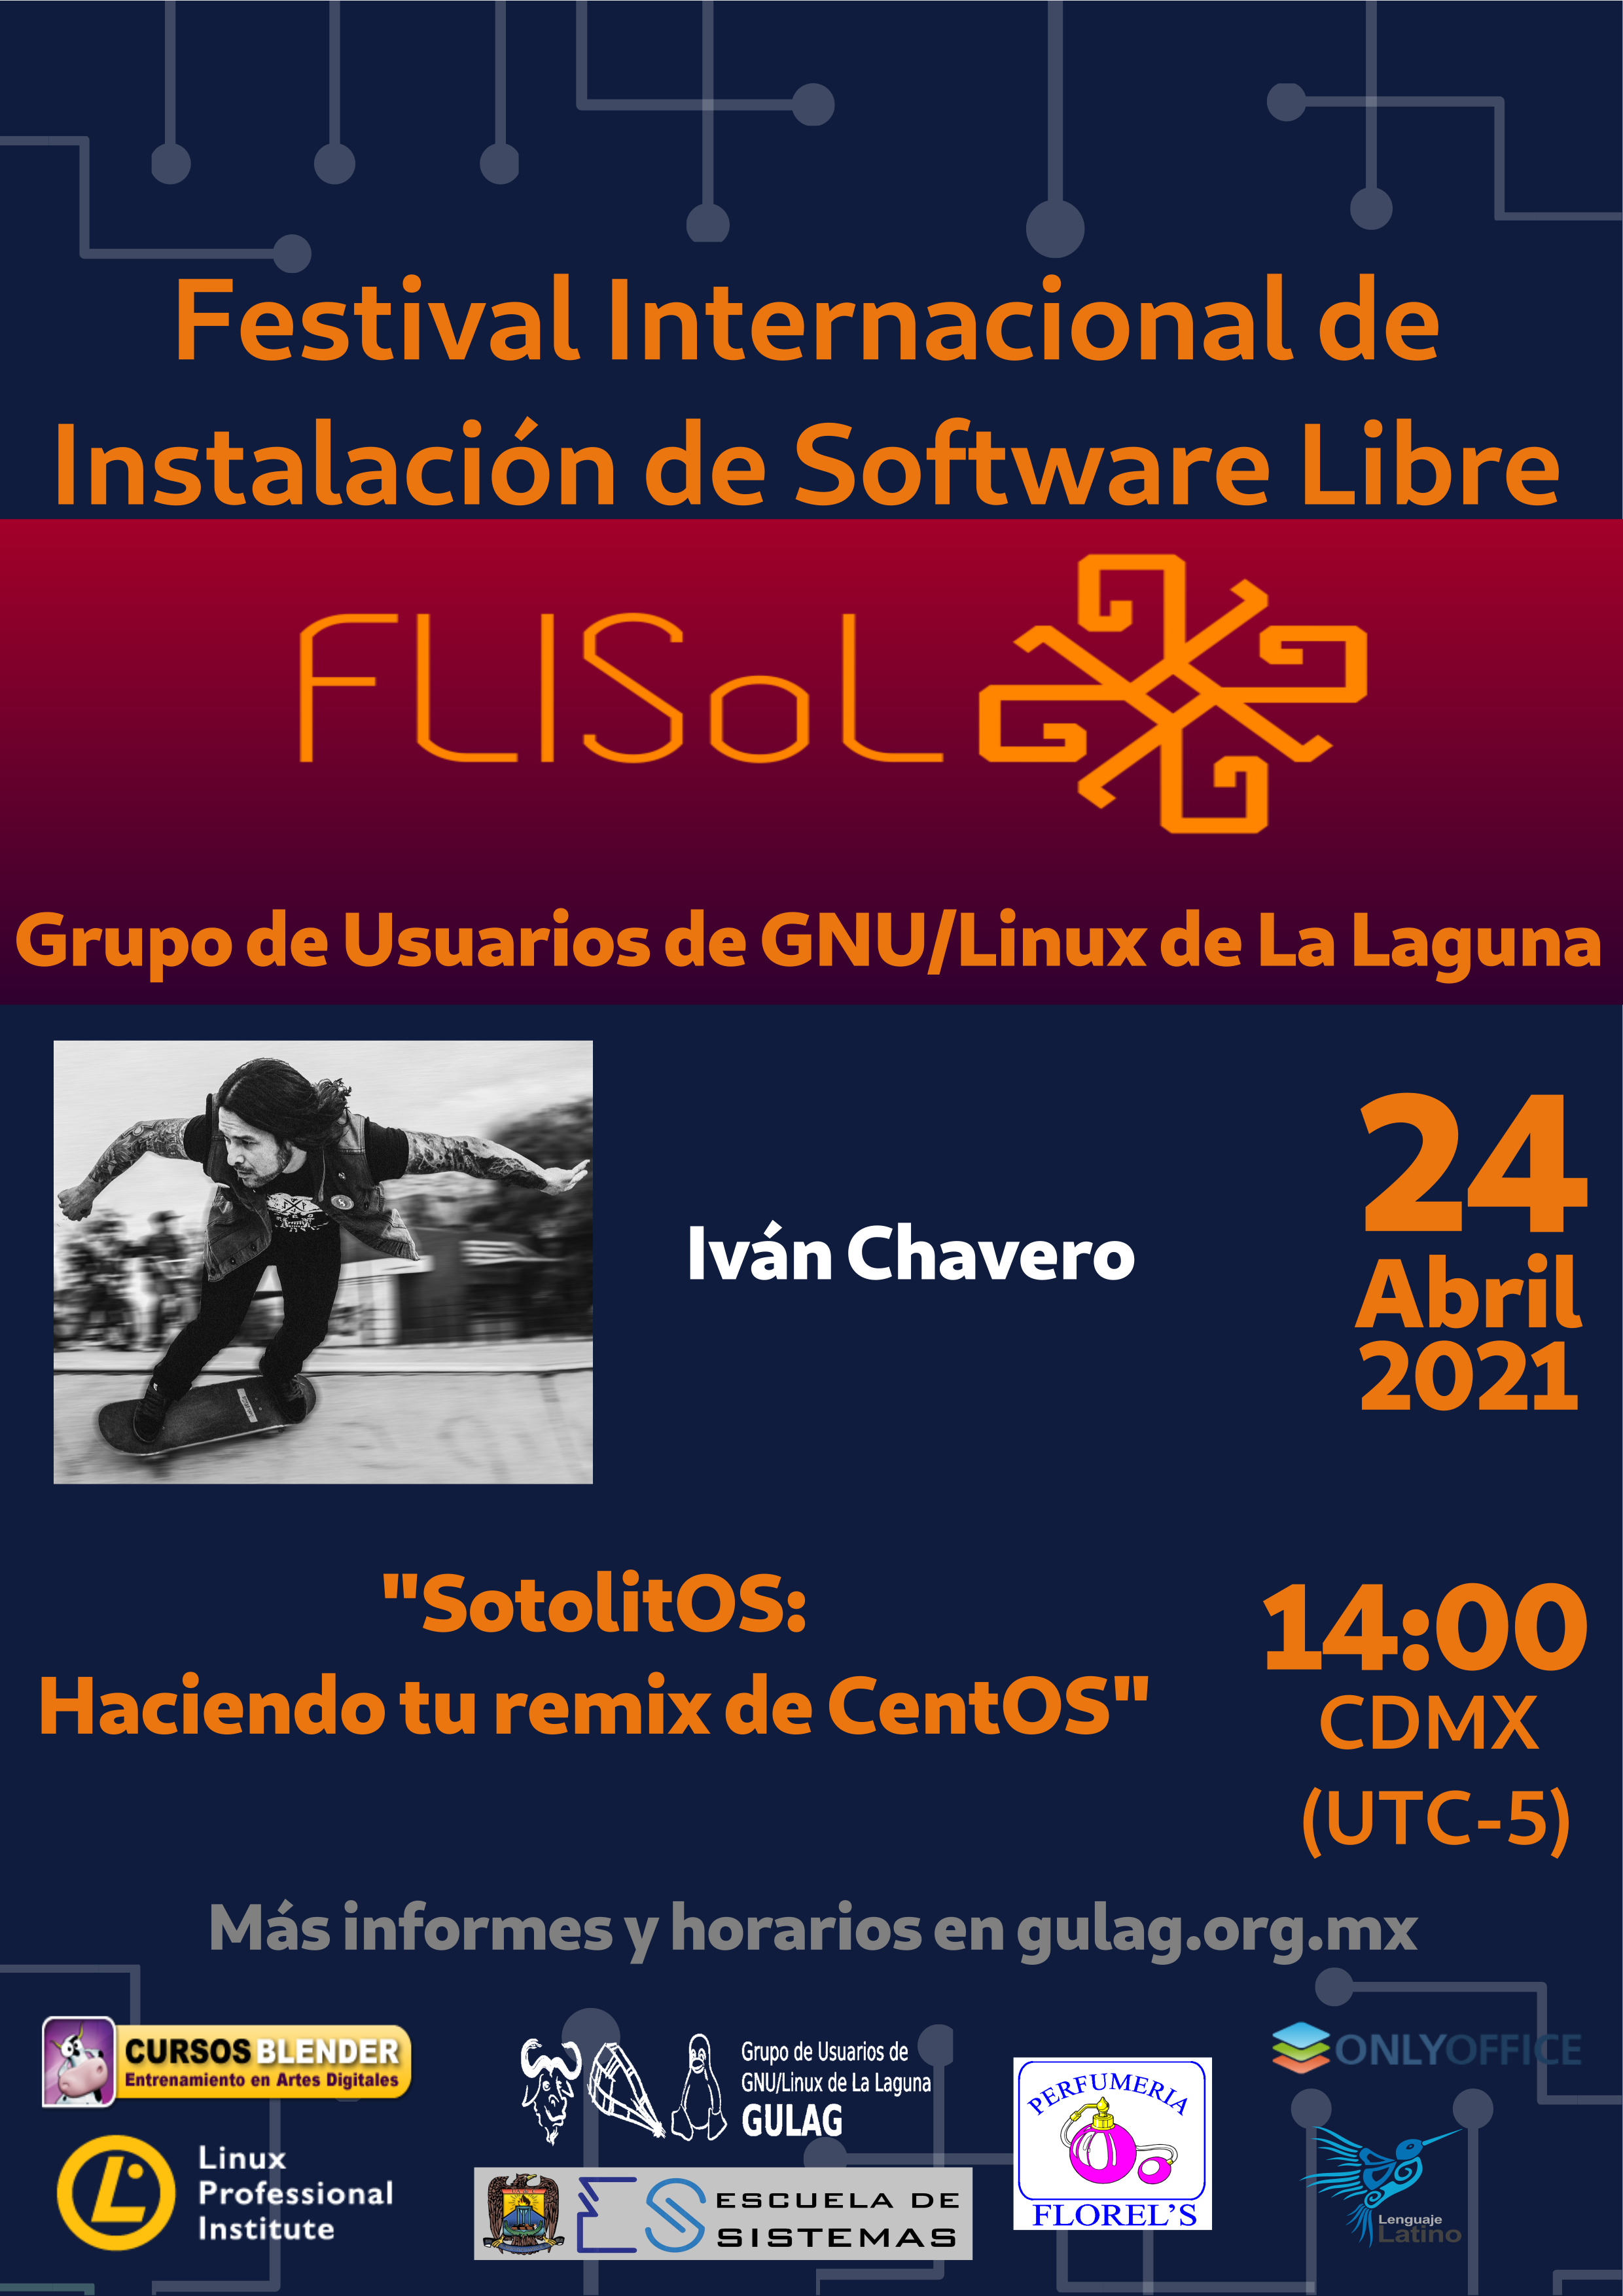 Festival Internacional de
Instalación de Software Libre
FLISoL
Grupo de Usuarios de GNU/Linux de La Laguna
Iván Chavero
24
Abril
2021
"SotolitOS:
Haciendo tu remix de CentOS"
14:00
CDMX
(UTC-5)
Más informes y horarios en gulag.org.mx
CURSOS BLENDER
Entrenamiento en Artes Digitales
Grupo de Usuarios de
GNU/Linux de La Laguna
GULAG
PERFUMERIA
FLOREL'S
ONLYOFFICE
Linux
Professional
Institute
ES
ESCUELA DE
SISTEMAS
Lenguaje
Latino